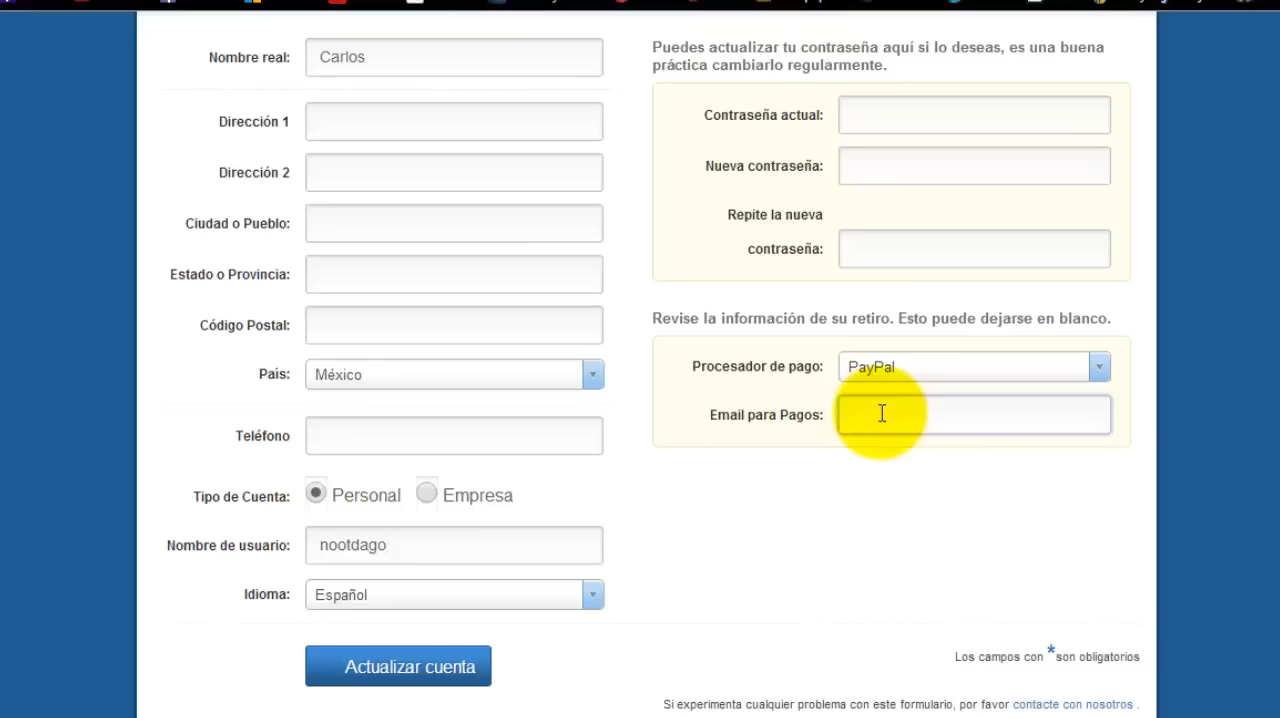 Nombre real:
Carlos
Dirección 1
Dirección 2
Ciudad o Pueblo:
Estado o Provincia:
Código Postal:
País:
México
Teléfono
Tipo de Cuenta:
Personal
Empresa
Nombre de usuario:
nootdago
Idioma:
Español
Actualizar cuenta
Puedes actualizar tu contraseña aquí si lo deseas, es una buena
práctica cambiarlo regularmente.
Contraseña actual:
Nueva contraseña:
Repite la nueva
contraseña:
Revise la información de su retiro. Esto puede dejarse en blanco.
Procesador de pago:
PayPal
Email para Pagos:
Los campos con *son obligatorios
Si experimenta cualquier problema con este formulario, por favor contacte con nosotros .